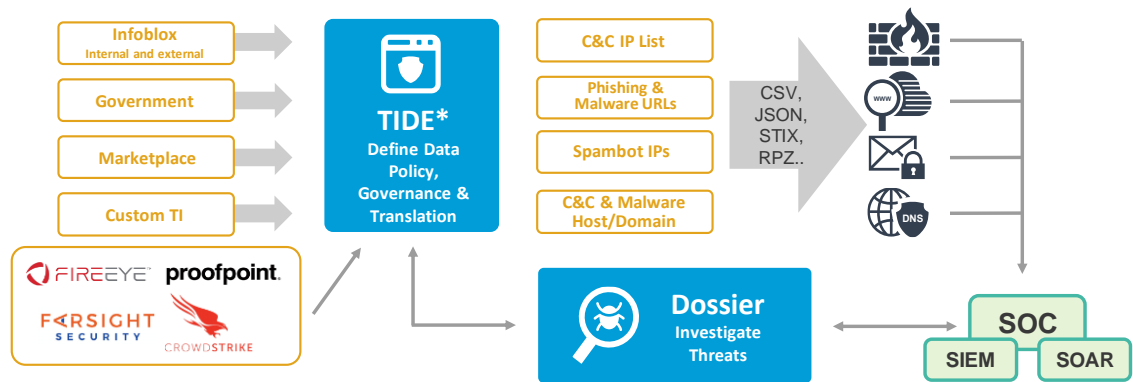 Infoblox
Internal and external
Government
Marketplace
Custom TI
FIREEYE™
proofpoint.
FARSIGHT
SECURITY
CROWDSTRIKE
TIDE*
Define Data
Policy,
Governance &
Translation
C&C IP List
Phishing &
Malware URLs
Spambot IPs
C&C & Malware
Host/Domain
CSV,
JSON,
STIX,
RPZ..
www
DNS
Dossier
Investigate
Threats
SOC
SIEM
SOAR